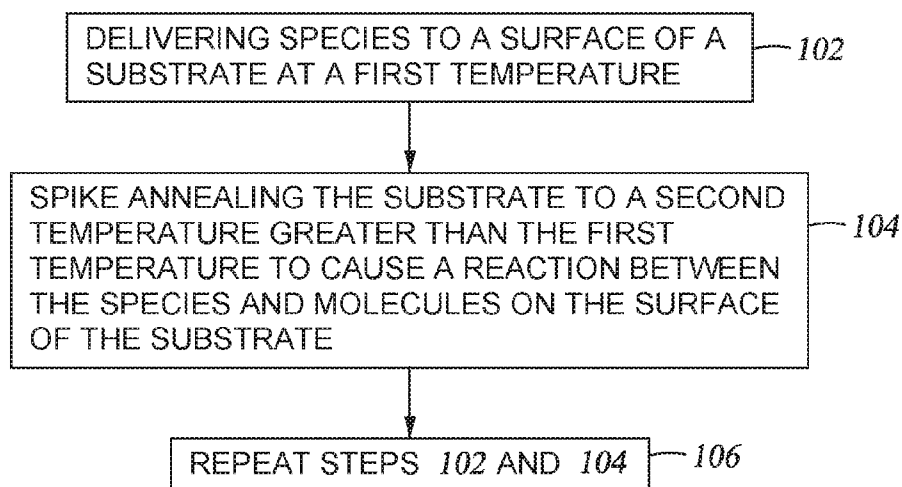 DELIVERING SPECIES TO A SURFACE OF A
SUBSTRATE AT A FIRST TEMPERATURE
102
SPIKE ANNEALING THE SUBSTRATE TO A SECOND
TEMPERATURE GREATER THAN THE FIRST
TEMPERATURE TO CAUSE A REACTION BETWEEN
THE SPECIES AND MOLECULES ON THE SURFACE
OF THE SUBSTRATE
104
REPEAT STEPS 102 AND 104
106